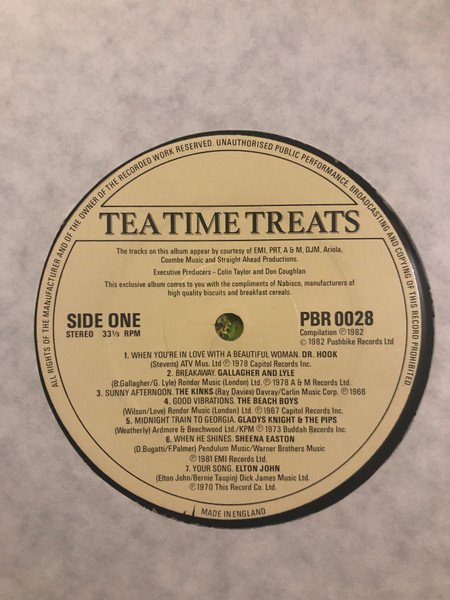 ALL RIGHTS OF THE MANUFACTURER AND OF THE OWNER OF THE RECORDED WORK RESERVED. UNAUTHORISED PUBLIC PERFORMANCE, BROADCASTING AND COPYING OF THIS RECORD PROHIBITED
TEA TIME TREATS
The tracks on this album appear by courtesy of EMI, PRT, A & M, DJM, Ariola,
Coombe Music and Straight Ahead Productions.
Executive Producers - Colin Taylor and Don Coughlan
This exclusive album comes to you with the compliments of Nabisco, manufacturers of
high quality biscuits and breakfast cereals.
SIDE ONE
STEREO 33⅓ RPM
PBR 0028
Compilation ℗ 1982
© 1982 Pushbike Records Ltd
1. WHEN YOU'RE IN LOVE WITH A BEAUTIFUL WOMAN. DR. HOOK
(Stevens) ATV Mus. Ltd ℗ 1978 Capitol Records Inc.
2. BREAKAWAY GALLAGHER AND LYLE
(B.Gallagher/G. Lyle) Rondor Music (London) Ltd. ℗ 1978 A & M Records Ltd.
3. SUNNY AFTERNOON. THE KINKS (Ray Davies) Davray/Carlin Music Corp. ℗ 1966
4. GOOD VIBRATIONS. THE BEACH BOYS
(Wilson/Love) Rondor Music (London) Ltd. ℗ 1967 Capitol Records Inc.
5. MIDNIGHT TRAIN TO GEORGIA. GLADYS KNIGHT & THE PIPS
(Weatherly) Ardmore & Beechwood Ltd./KPM ℗ 1973 Buddah Records Inc.
6. WHEN HE SHINES. SHEENA EASTON
(D.Bugatti/F.Palmer) Pendulum Music/Warner Brothers Music
℗ 1981 EMI Records Ltd.
7. YOUR SONG. ELTON JOHN
(Elton John/Bernie Taupin) Dick James Music Ltd.
℗ 1970 This Record Co. Ltd.
MADE IN ENGLAND